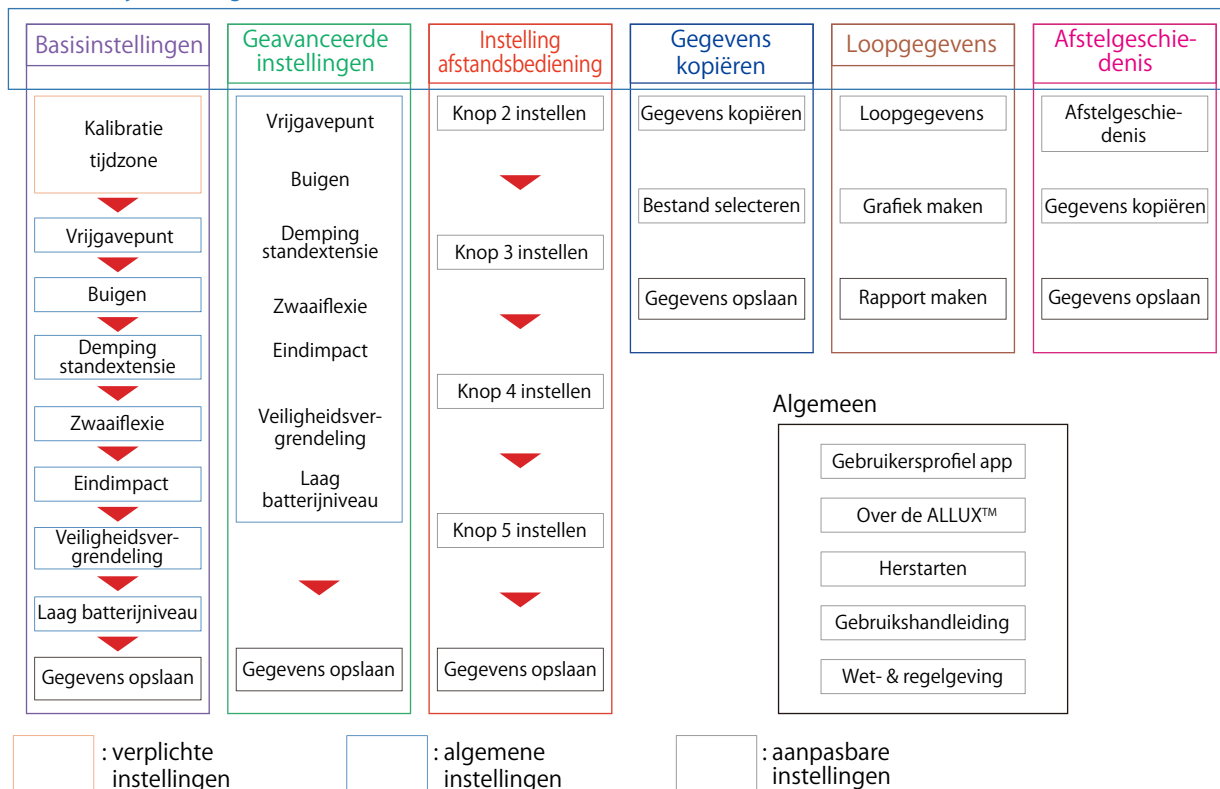 Basisinstellingen
Geavanceerde
instellingen
Instelling
afstandsbediening
Gegevens
kopiëren
Loopgegevens
Afstelgeschie-
denis
Kalibratie
tijdzone
Vrijgavepunt
Buigen
Demping
standextensie
Zwaaiflexie
Eindimpact
Veiligheidsver-
grendeling
Laag batterijniveau
Gegevens opslaan
Vrijgavepunt
Buigen
Demping
standextensie
Zwaaiflexie
Eindimpact
Veiligheidsver-
grendeling
Laag
batterijniveau
Gegevens opslaan
Knop 2 instellen
Knop 3 instellen
Knop 4 instellen
Knop 5 instellen
Gegevens opslaan
Gegevens kopiëren
Bestand selecteren
Gegevens opslaan
Loopgegevens
Grafiek maken
Rapport maken
Afstelgeschie-
denis
Gegevens kopiëren
Gegevens opslaan
Algemeen
Gebruikersprofiel app
Over de ALLUX™
Herstarten
Gebruikshandleiding
Wet- & regelgeving
: verplichte
instellingen
: algemene
instellingen
: aanpasbare
instellingen